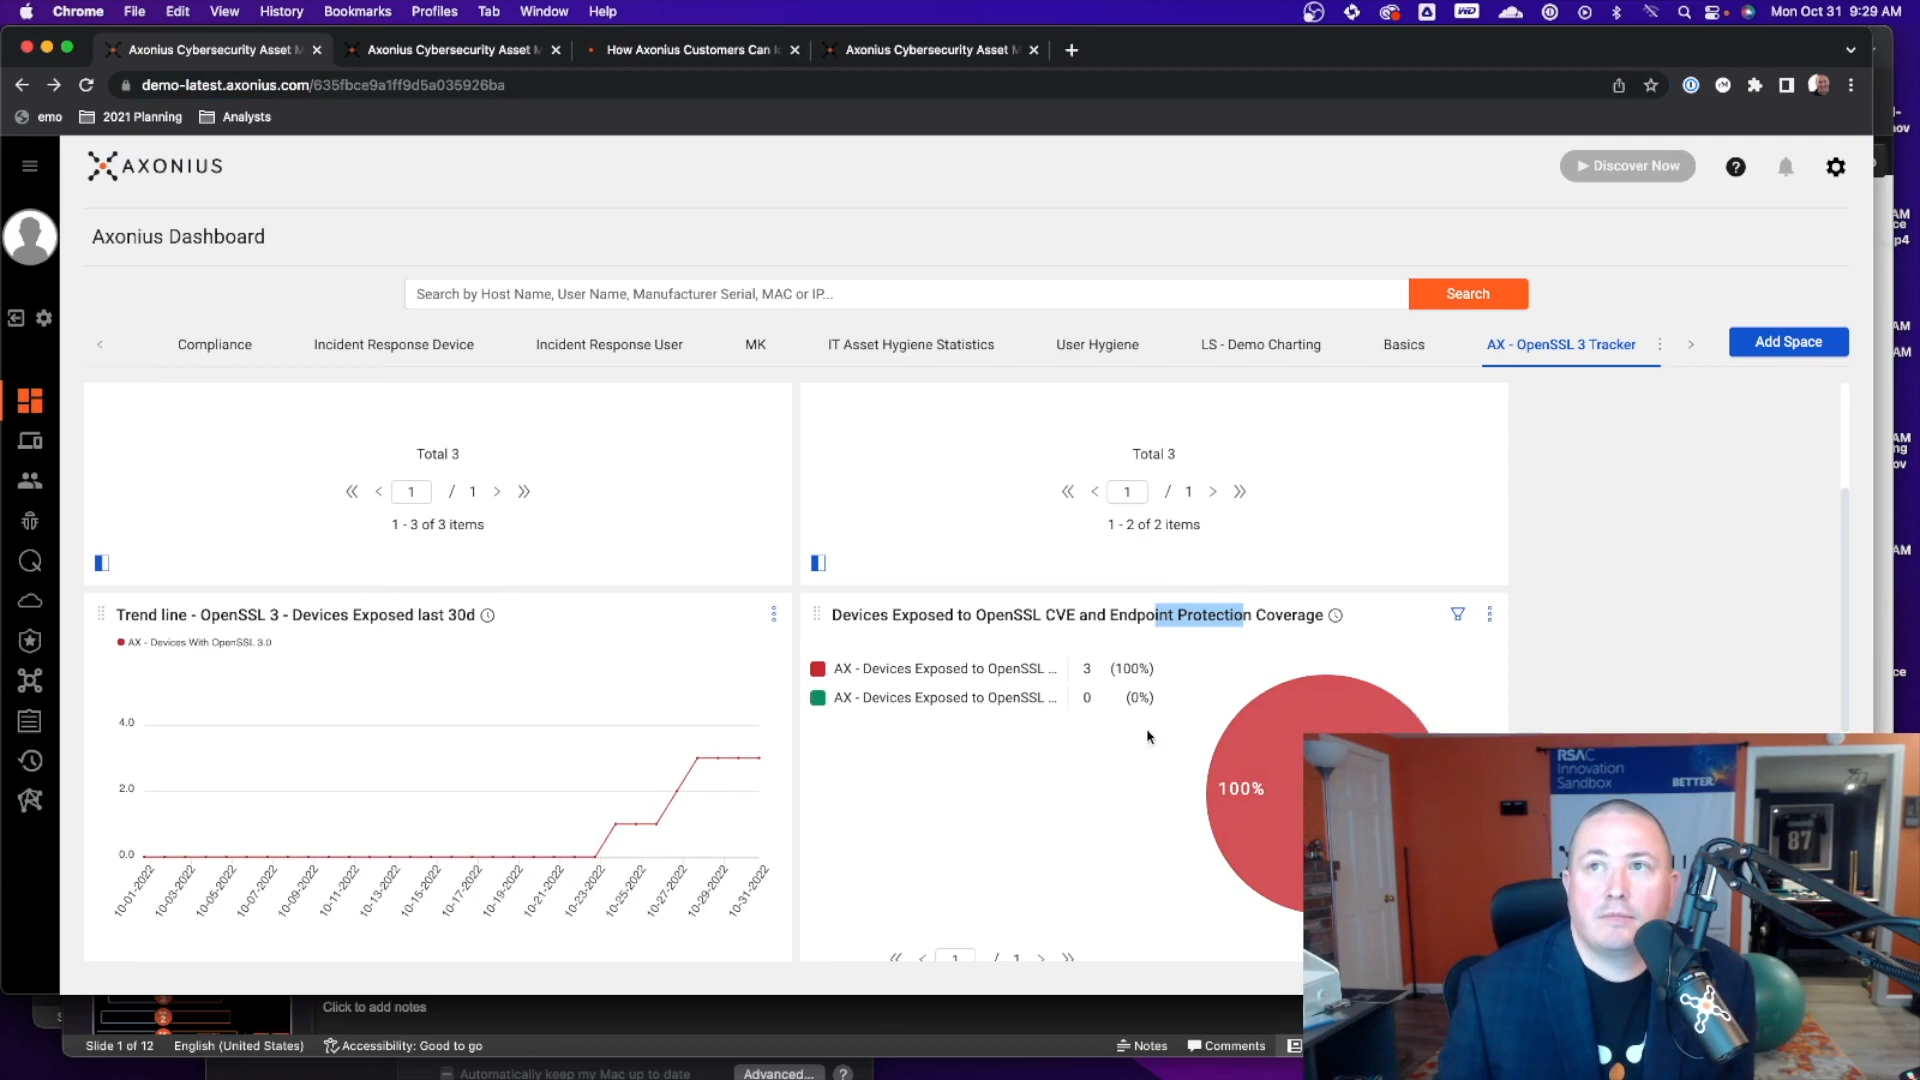 Chrome File Edit View History Bookmarks Profiles Tab Window Help
WD
Mon Oct 31 9:29 AM
Axonius Cybersecurity Asset M
Axonius Cybersecurity Asset M
How Axonius Customers Can I
Axonius Cybersecurity Asset M
demo-latest.axonius.com/635fbce9a1ff9d5a035926ba
emo 2021 Planning Analysts
AXONIUS
Discover Now
Axonius Dashboard
Search by Host Name, User Name, Manufacturer Serial, MAC or IP...
Search
Compliance Incident Response Device Incident Response User MK IT Asset Hygiene Statistics User Hygiene LS - Demo Charting Basics AX - OpenSSL 3 Tracker
Add Space
Total 3
1 / 1
1 - 3 of 3 items
Total 3
1 / 1
1 - 2 of 2 items
Trend line - OpenSSL 3 - Devices Exposed last 30d
AX - Devices With OpenSSL 3.0
4.0
2.0
0.0
10-01-2022
10-03-2022
10-05-2022
10-07-2022
10-09-2022
10-11-2022
10-13-2022
10-15-2022
10-17-2022
10-19-2022
10-21-2022
10-23-2022
10-25-2022
10-27-2022
10-29-2022
10-31-2022
Devices Exposed to OpenSSL CVE and Endpoint Protection Coverage
AX - Devices Exposed to OpenSSL ... 3 (100%)
AX - Devices Exposed to OpenSSL ... 0 (0%)
100%
1 / 1
RSAC
Innovation
Sandbox
BETTER.
87
Click to add notes
Slide 1 of 12 English (United States) Accessibility: Good to go
Notes Comments
Automatically keep my Mac up to date
Advanced... ?